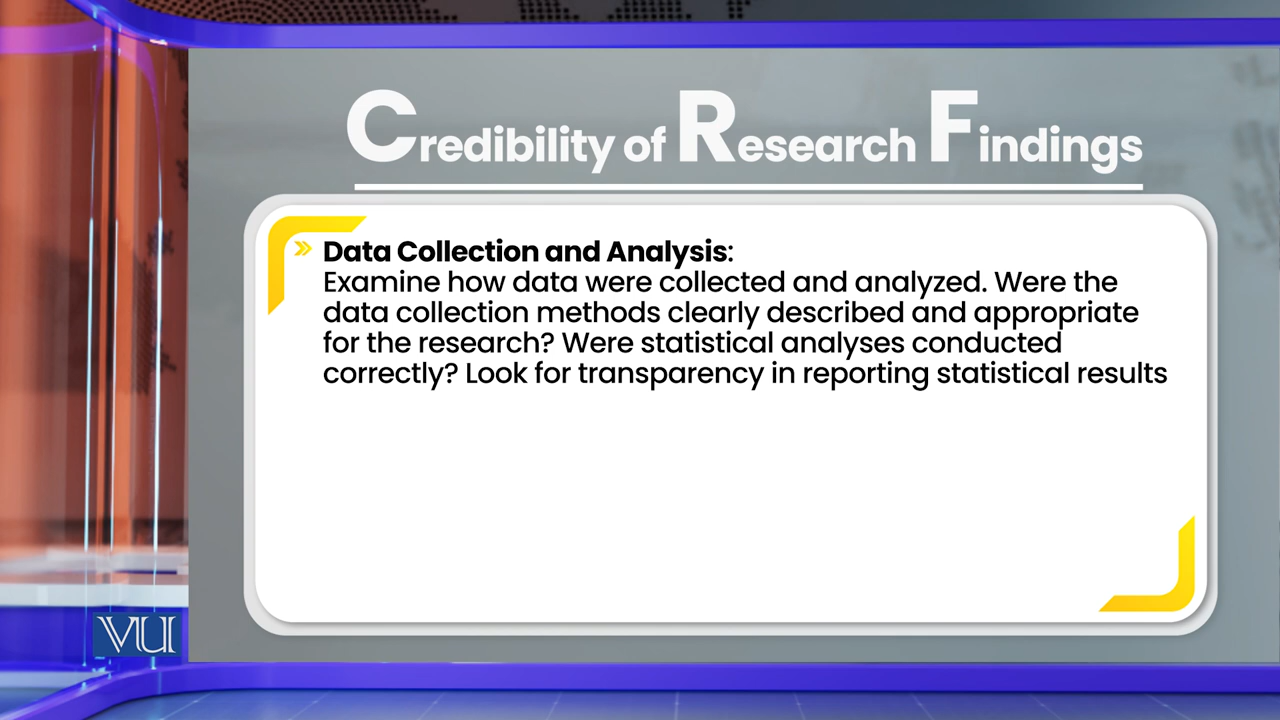 Credibility of Research Findings
Data Collection and Analysis:
Examine how data were collected and analyzed. Were the
data collection methods clearly described and appropriate
for the research? Were statistical analyses conducted
correctly? Look for transparency in reporting statistical results
VU